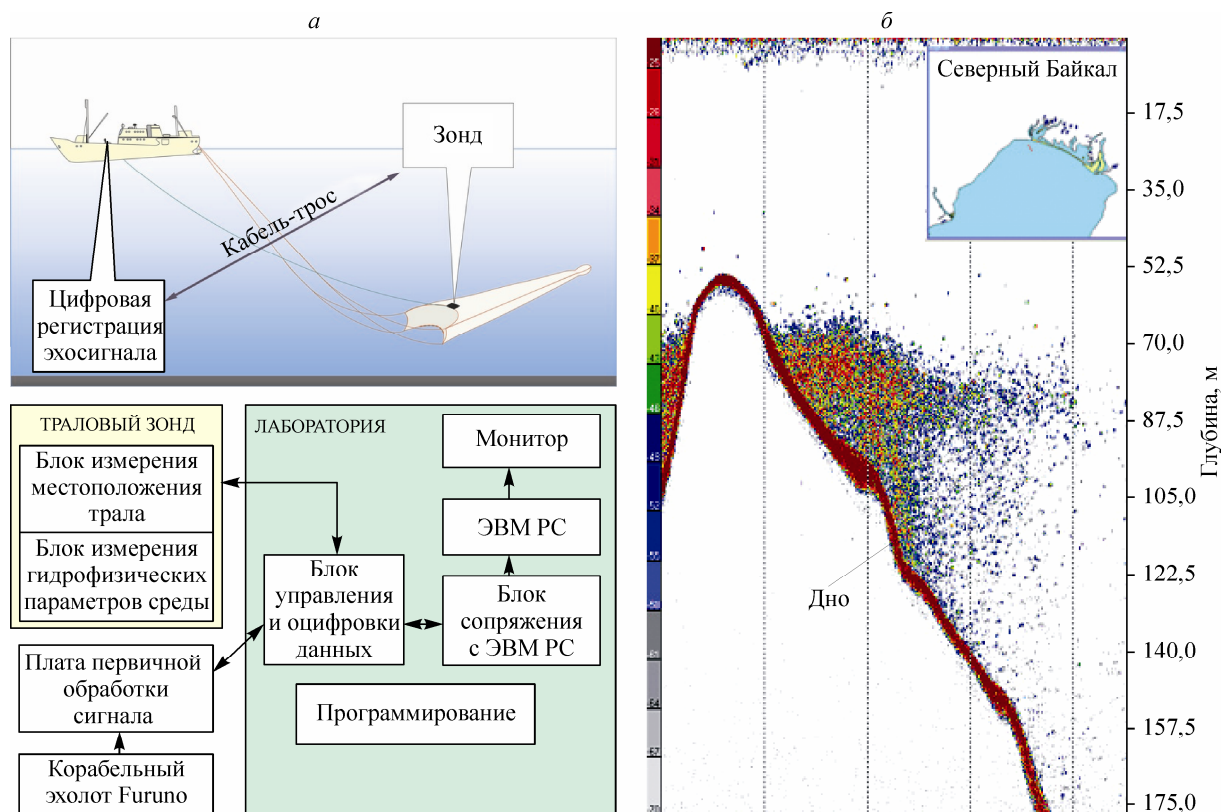 а
Зонд
Кабель-трос
Цифровая
регистрация
эхосигнала
ТРАЛОВЫЙ ЗОНД
Блок измерения
местоположения
трала
Блок измерения
гидрофизических
параметров среды
Плата первичной
обработки
сигнала
Корабельный
эхолот Furuno
ЛАБОРАТОРИЯ
Монитор
ЭВМ РС
Блок
сопряжения
с ЭВМ РС
Блок
управления
и оцифровки
данных
Программирование
б
Северный Байкал
Дно
17,5
35,0
52,5
70,0
87,5
105,0
122,5
140,0
157,5
175,0
Глубина, м